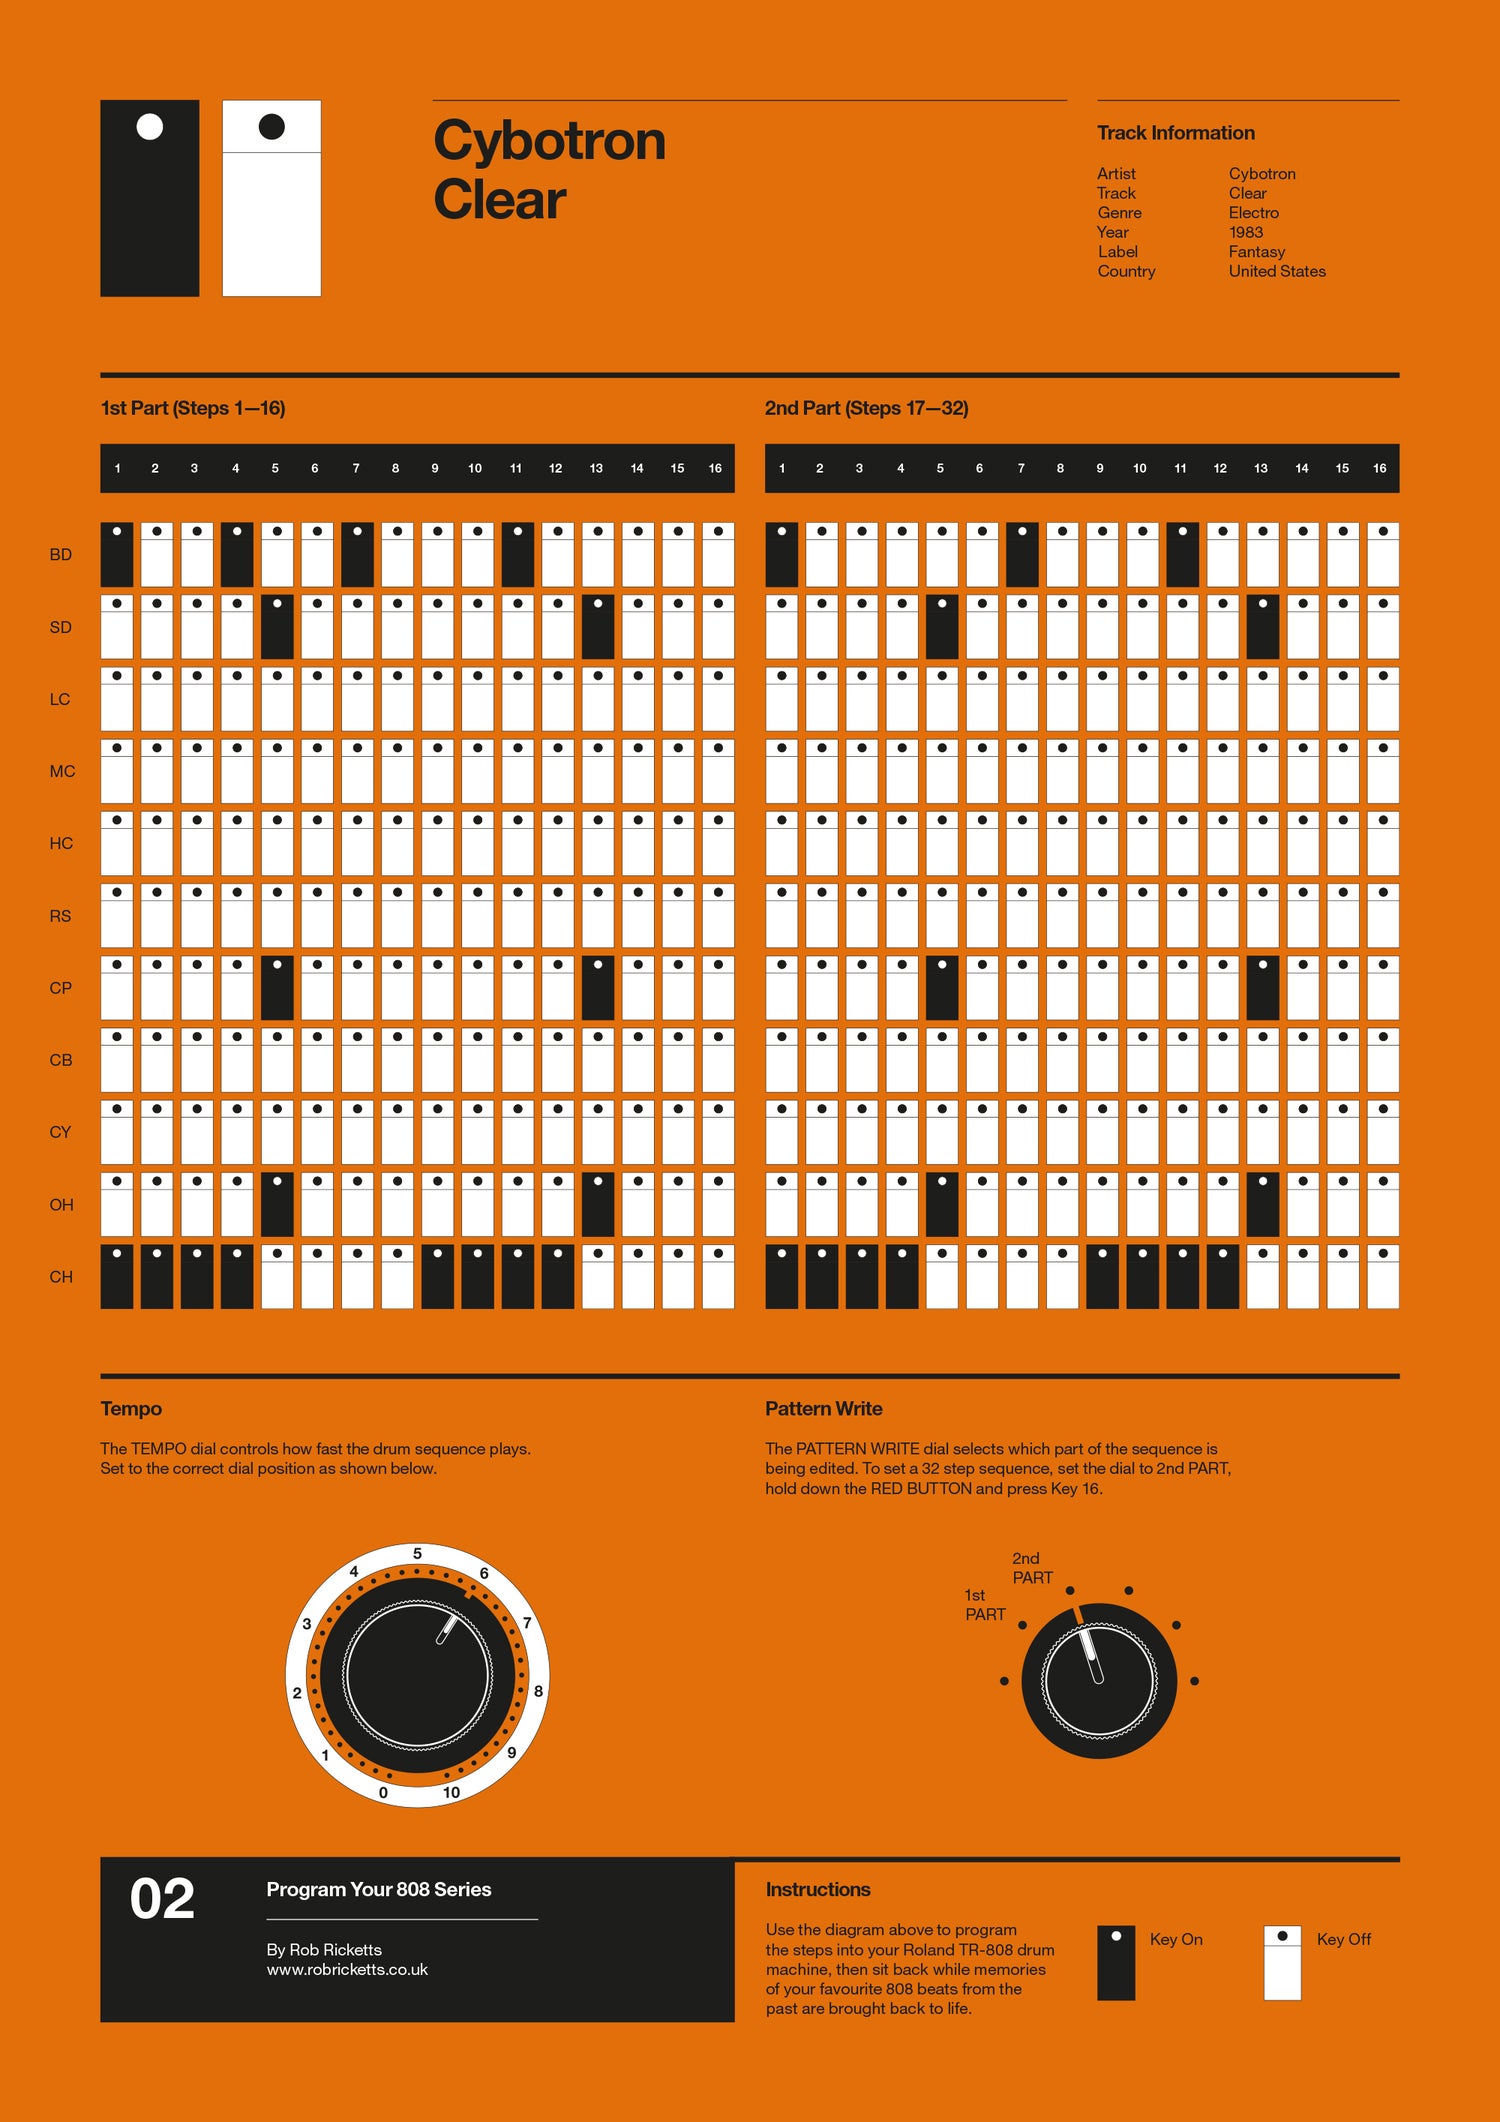 Cybotron
Clear
Track Information
Artist Cybotron
Track Clear
Genre Electro
Year 1983
Label Fantasy
Country United States
1st Part (Steps 1—16)
2nd Part (Steps 17—32)
1 2 3 4 5 6 7 8 9 10 11 12 13 14 15 16
1 2 3 4 5 6 7 8 9 10 11 12 13 14 15 16
BD
SD
LC
MC
HC
RS
CP
CB
CY
OH
CH
Tempo
The TEMPO dial controls how fast the drum sequence plays.
Set to the correct dial position as shown below.
0 1 2 3 4 5 6 7 8 9 10
Pattern Write
The PATTERN WRITE dial selects which part of the sequence is
being edited. To set a 32 step sequence, set the dial to 2nd PART,
hold down the RED BUTTON and press Key 16.
2nd
PART
1st
PART
02
Program Your 808 Series
By Rob Ricketts
www.robricketts.co.uk
Instructions
Use the diagram above to program
the steps into your Roland TR-808 drum
machine, then sit back while memories
of your favourite 808 beats from the
past are brought back to life.
Key On
Key Off